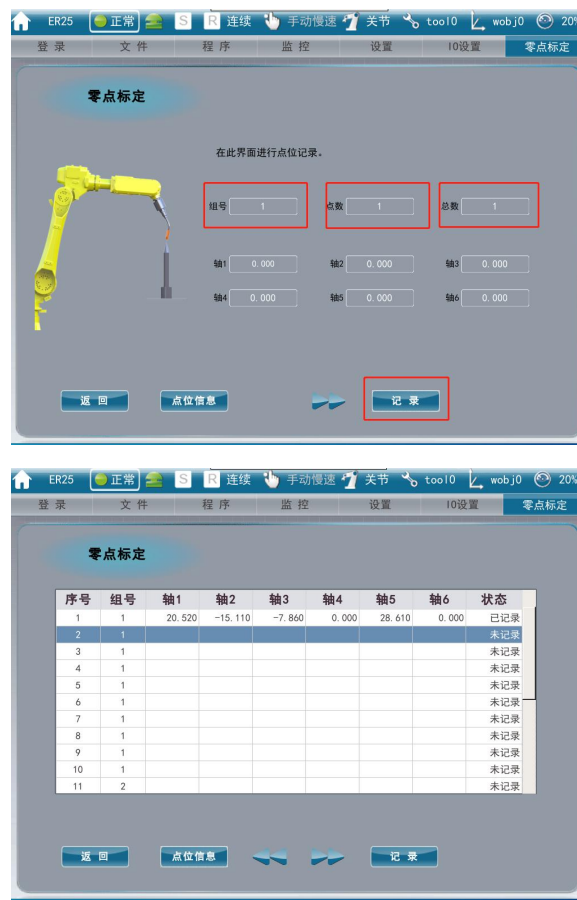 ER25 正常 S R 连续 手动慢速 关节 tool0 wobj0 20%
登 录 文 件 程 序 监 控 设置 IO设置 零点标定
零点标定
在此界面进行点位记录。
组号 1 点数 1 总数 1
轴1 0.000 轴2 0.000 轴3 0.000
轴4 0.000 轴5 0.000 轴6 0.000
返 回 点位信息 记 录
ER25 正常 S R 连续 手动慢速 关节 tool0 wobj0 20%
登 录 文 件 程 序 监 控 设置 IO设置 零点标定
零点标定
序号 组号 轴1 轴2 轴3 轴4 轴5 轴6 状态
1 1 20.520 -15.110 -7.860 0.000 28.610 0.000 已记录
2 1 未记录
3 1 未记录
4 1 未记录
5 1 未记录
6 1 未记录
7 1 未记录
8 1 未记录
9 1 未记录
10 1 未记录
11 2 未记录
返 回 点位信息 记 录